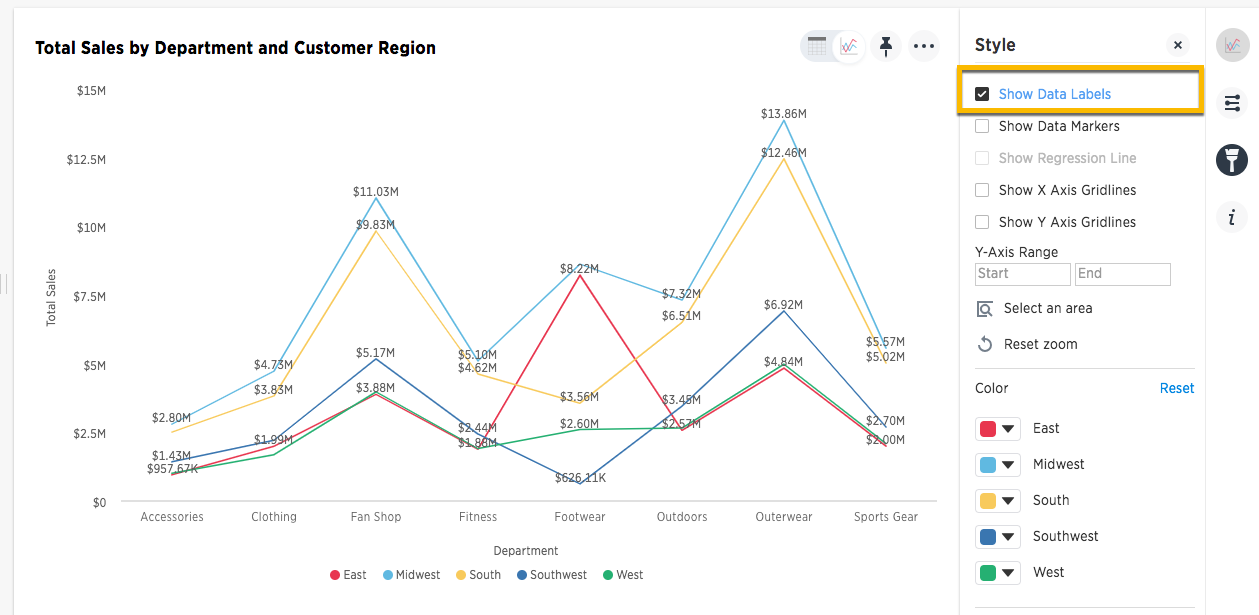 Total Sales by Department and Customer Region
$15M
$12.5M
$10M
$7.5M
$5M
$2.5M
$0
Total Sales
$13.86M
$12.46M
$11.03M
$9.83M
$8.22M
$7.32M
$6.51M
$6.92M
$5.57M
$5.02M
$4.73M
$3.83M
$5.17M
$3.88M
$5.10M
$4.62M
$3.56M
$3.45M
$4.84M
$2.80M
$1.43M
$957.67K
$1.99M
$2.44M
$1.88M
$2.60M
$626.11K
$2.57M
$2.70M
$2.00M
Accessories Clothing Fan Shop Fitness Footwear Outdoors Outerwear Sports Gear
Department
East Midwest South Southwest West
Style
Show Data Labels
Show Data Markers
Show Regression Line
Show X Axis Gridlines
Show Y Axis Gridlines
Y-Axis Range
Start End
Select an area
Reset zoom
Color Reset
East
Midwest
South
Southwest
West
i